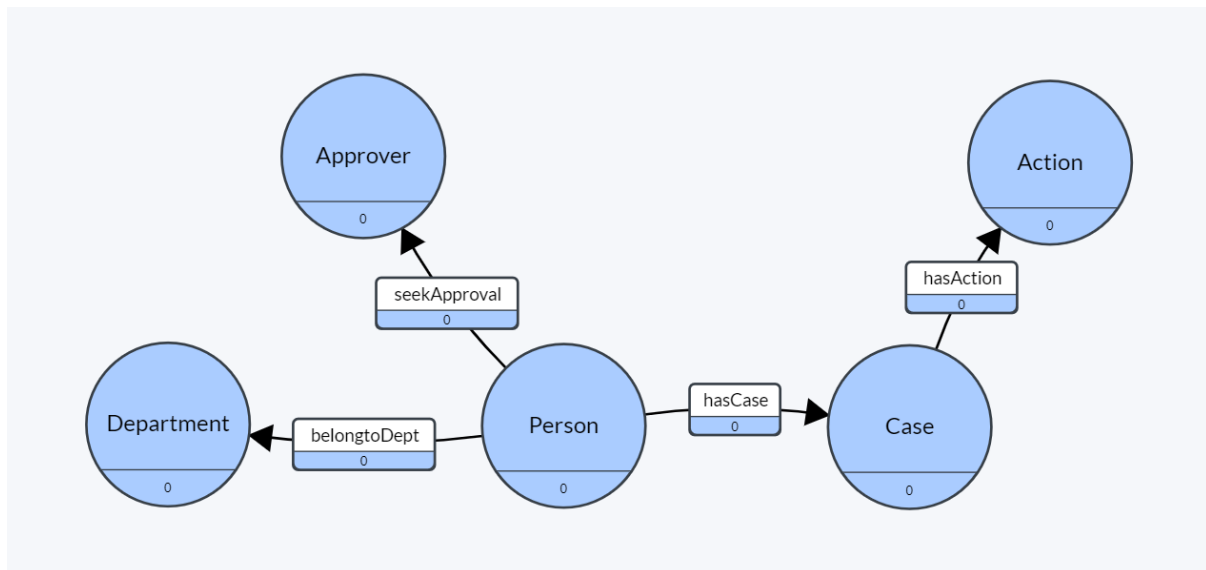 Approver
0
Action
0
seekApproval
0
hasAction
0
Department
0
belongtoDept
0
Person
0
hasCase
0
Case
0